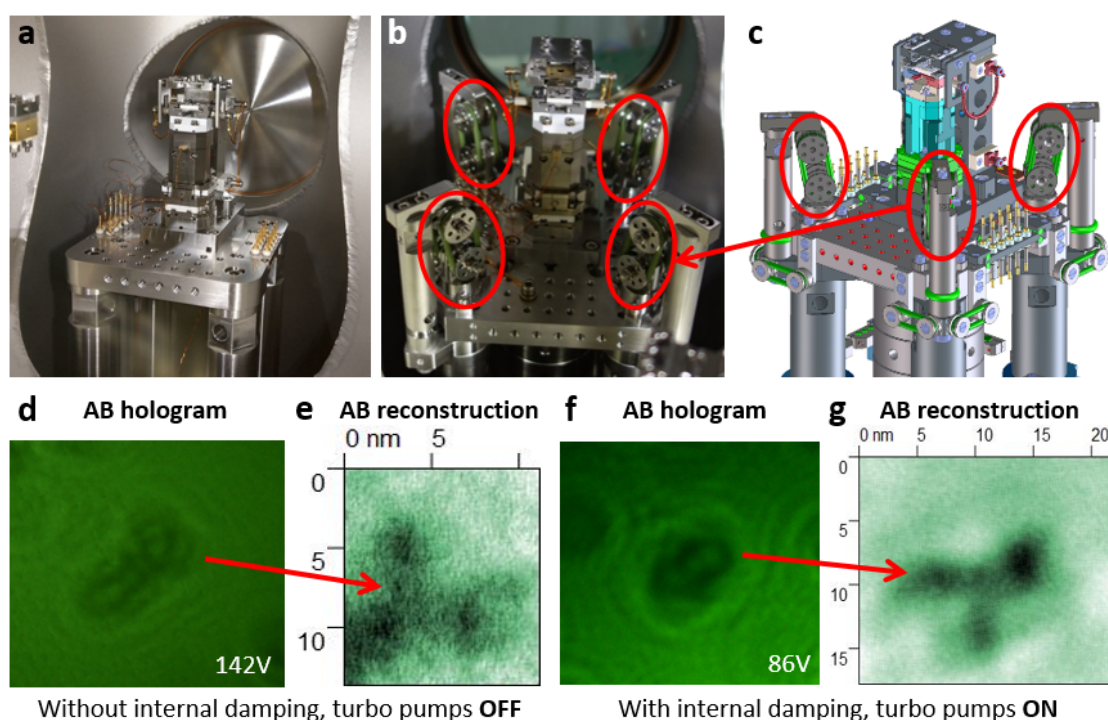 a
b
c
d AB hologram
e AB reconstruction
f AB hologram
g AB reconstruction
0 nm 5
0 nm 5 10 15 20
0
5
10
0
5
10
15
142V
86V
Without internal damping, turbo pumps OFF
With internal damping, turbo pumps ON